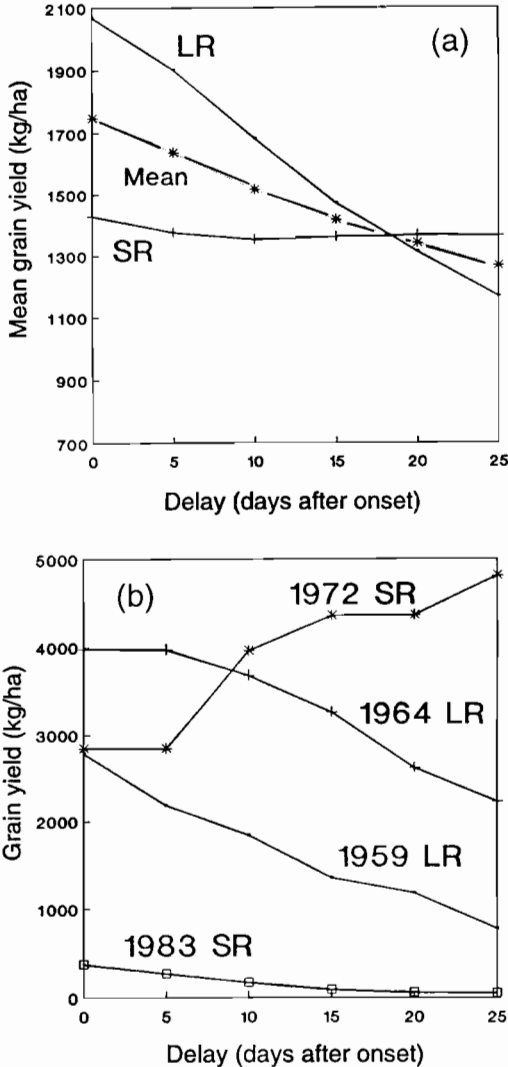 2100
1900
1700
1500
1300
1100
900
700
Mean grain yield (kg/ha)
(a)
LR
Mean
SR
0 5 10 15 20 25
Delay (days after onset)
5000
4000
3000
2000
1000
0
Grain yield (kg/ha)
(b)
1972 SR
1964 LR
1959 LR
1983 SR
0 5 10 15 20 25
Delay (days after onset)